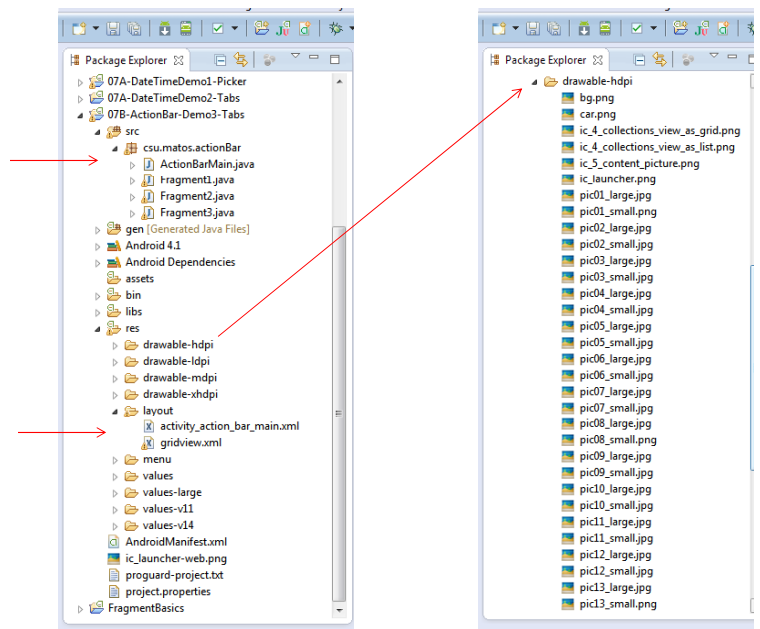 Package Explorer
07A-DateTimeDemo1-Picker
07A-DateTimeDemo2-Tabs
07B-ActionBar-Demo3-Tabs
src
csu.matos.actionBar
ActionBarMain.java
Fragment1.java
Fragment2.java
Fragment3.java
gen [Generated Java Files]
Android 4.1
Android Dependencies
assets
bin
libs
res
drawable-hdpi
drawable-ldpi
drawable-mdpi
drawable-xhdpi
layout
activity_action_bar_main.xml
gridview.xml
menu
values
values-large
values-v11
values-v14
AndroidManifest.xml
ic_launcher-web.png
proguard-project.txt
project.properties
FragmentBasics
Package Explorer
drawable-hdpi
bg.png
car.png
ic_4_collections_view_as_grid.png
ic_4_collections_view_as_list.png
ic_5_content_picture.png
ic_launcher.png
pic01_large.jpg
pic01_small.png
pic02_large.jpg
pic02_small.jpg
pic03_large.jpg
pic03_small.jpg
pic04_large.jpg
pic04_small.jpg
pic05_large.jpg
pic05_small.jpg
pic06_large.jpg
pic06_small.jpg
pic07_large.jpg
pic07_small.jpg
pic08_large.jpg
pic08_small.png
pic09_large.jpg
pic09_small.jpg
pic10_large.jpg
pic10_small.jpg
pic11_large.jpg
pic11_small.jpg
pic12_large.jpg
pic12_small.jpg
pic13_large.jpg
pic13_small.png